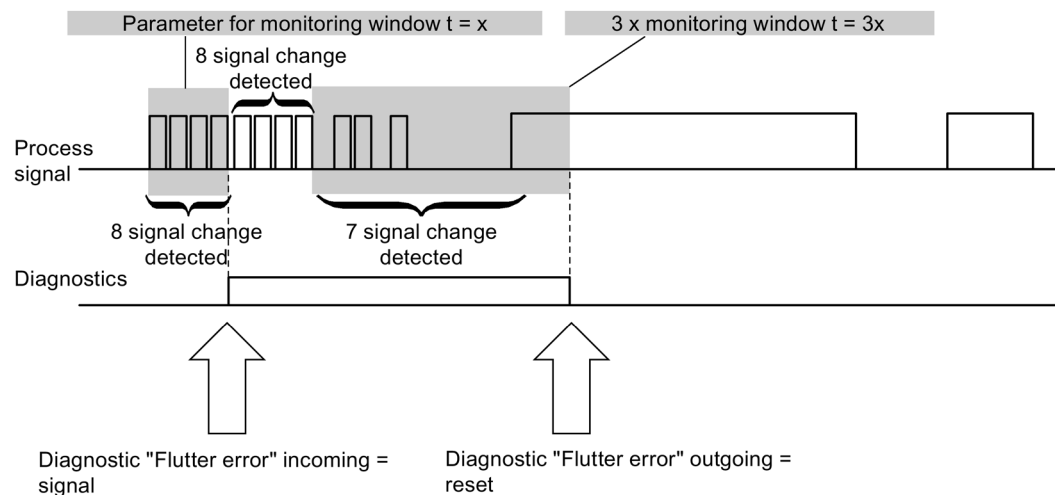 Parameter for monitoring window t = x
3 x monitoring window t = 3x
8 signal change
detected
Process
signal
8 signal change
detected
7 signal change
detected
Diagnostics
Diagnostic "Flutter error" incoming =
signal
Diagnostic "Flutter error" outgoing =
reset